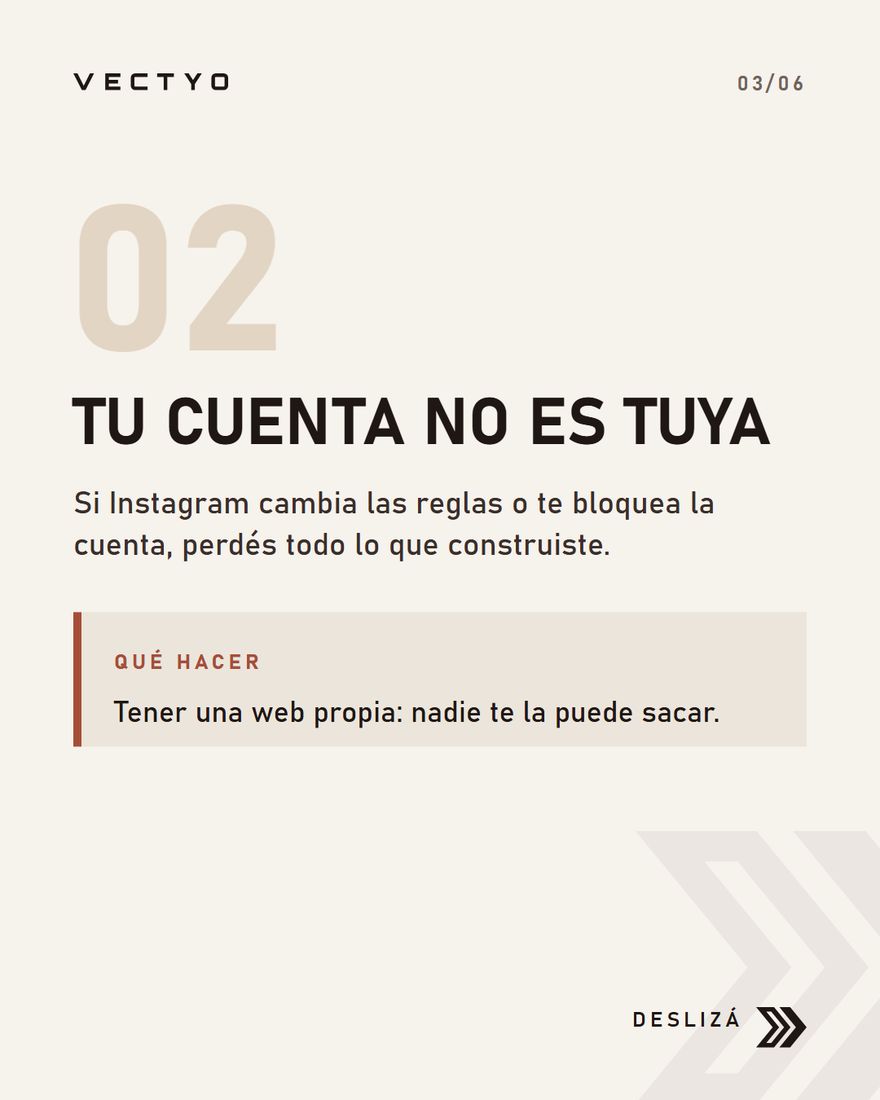 VECTYO
03/06
02
TU CUENTA NO ES TUYA
Si Instagram cambia las reglas o te bloquea la
cuenta, perdés todo lo que construiste.
QUÉ HACER
Tener una web propia: nadie te la puede sacar.
DESLIZÁ